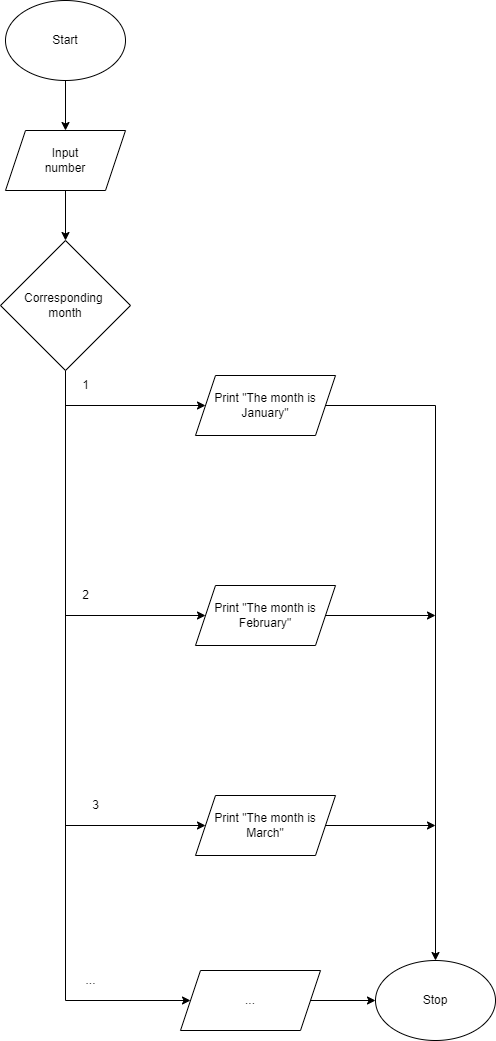 Start
Input
number
Corresponding
month
1
Print "The month is
January"
2
Print "The month is
February"
3
Print "The month is
March"
...
...
Stop